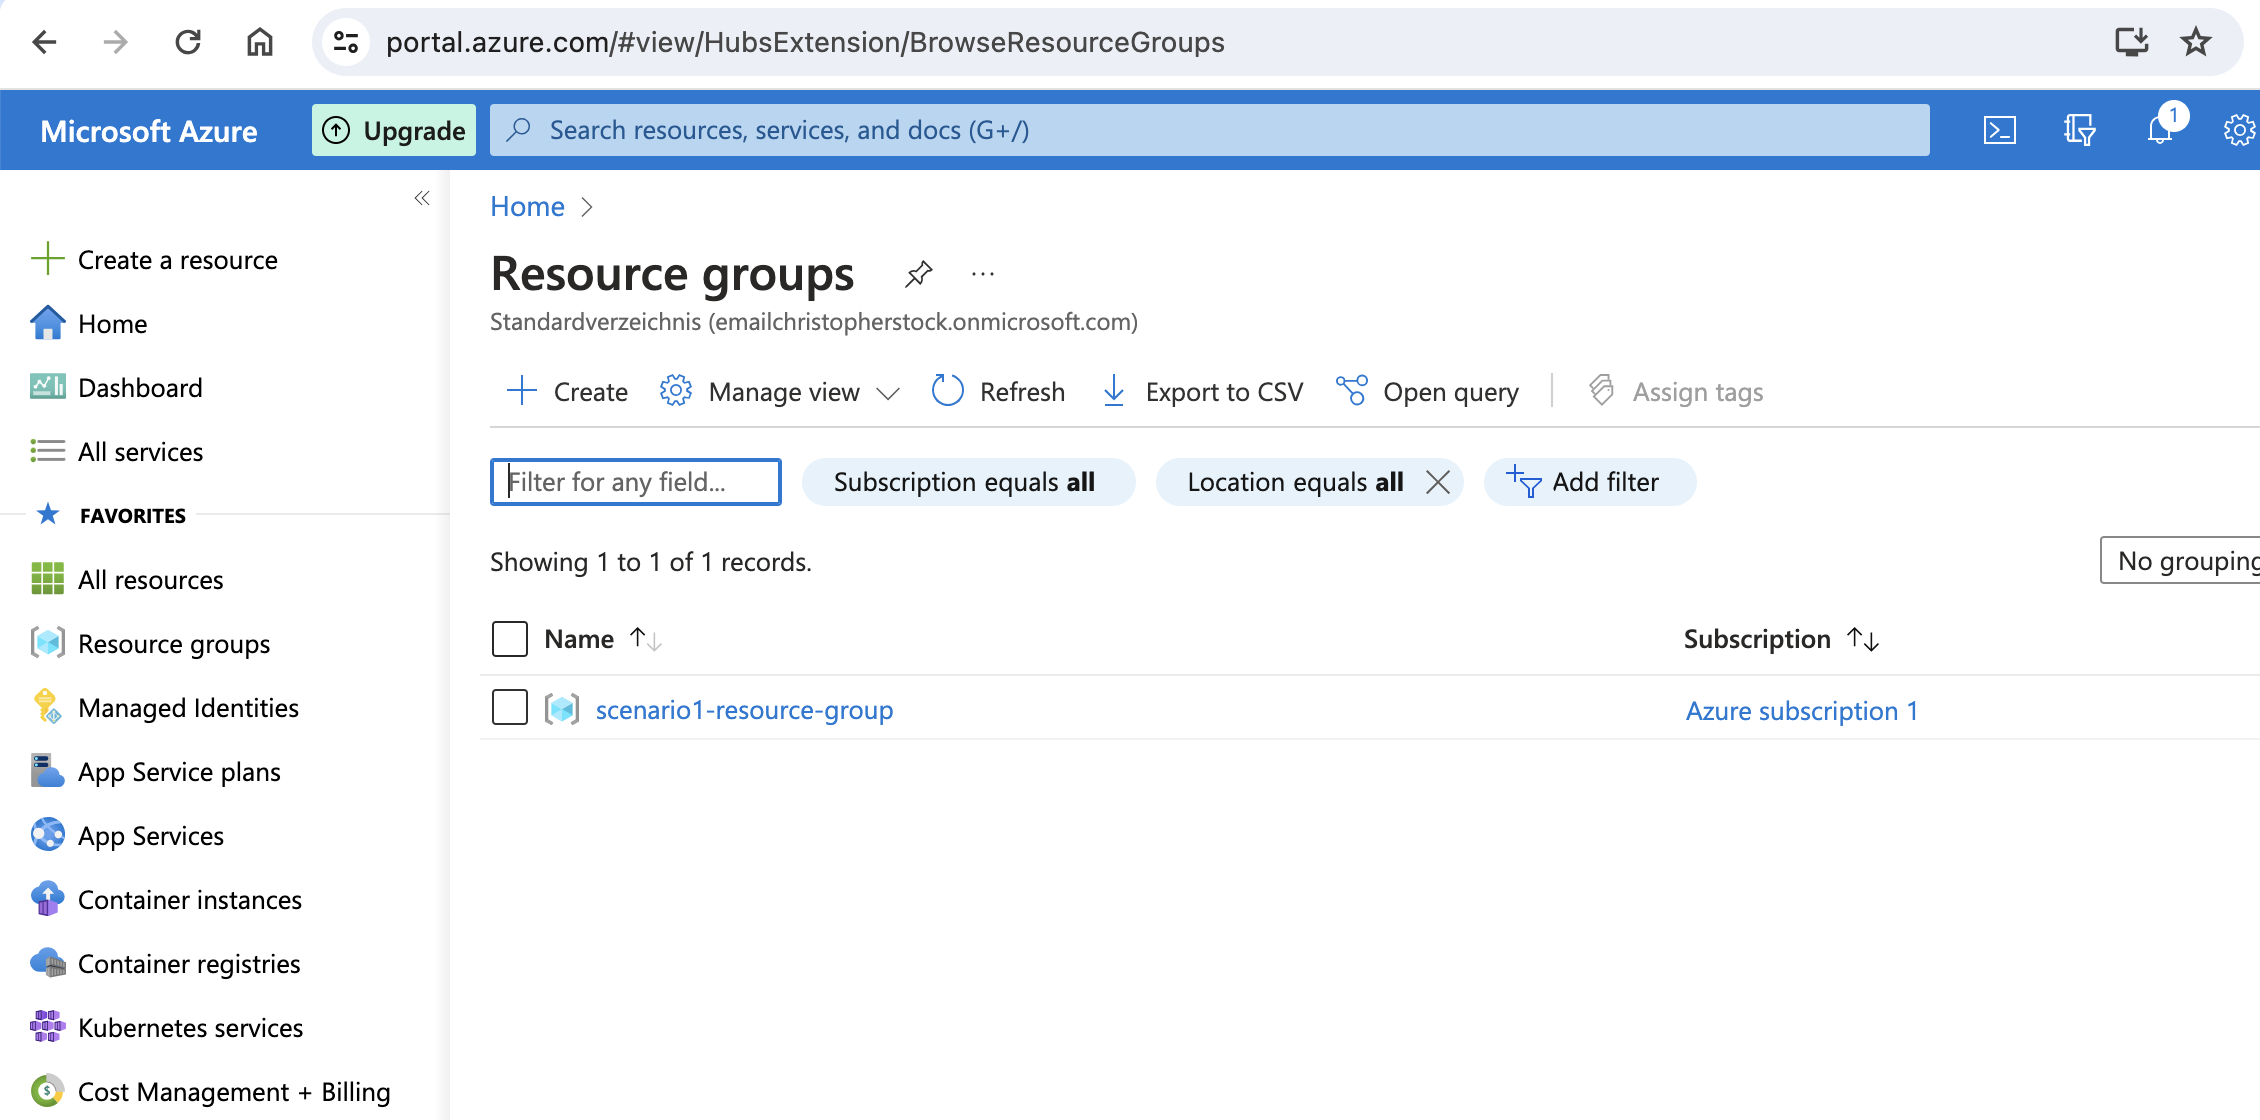 portal.azure.com/#view/HubsExtension/BrowseResourceGroups
Microsoft Azure
Upgrade
Search resources, services, and docs (G+/)
1
Home
Create a resource
Home
Dashboard
All services
FAVORITES
All resources
Resource groups
Managed Identities
App Service plans
App Services
Container instances
Container registries
Kubernetes services
Cost Management + Billing
Resource groups
Standardverzeichnis (emailchristopherstock.onmicrosoft.com)
Create Manage view Refresh Export to CSV Open query Assign tags
Filter for any field... Subscription equals all Location equals all Add filter
Showing 1 to 1 of 1 records.
No grouping
Name Subscription
scenario1-resource-group Azure subscription 1